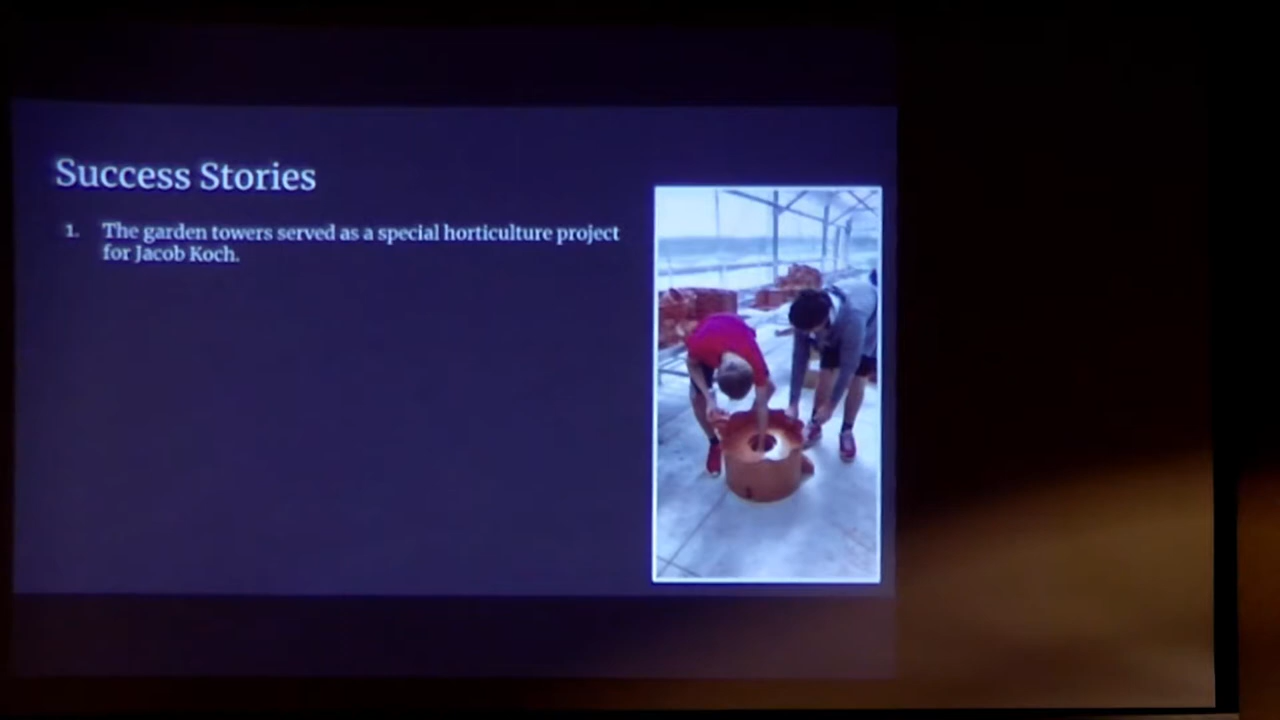 Success Stories
1. The garden towers served as a special horticulture project
for Jacob Koch.